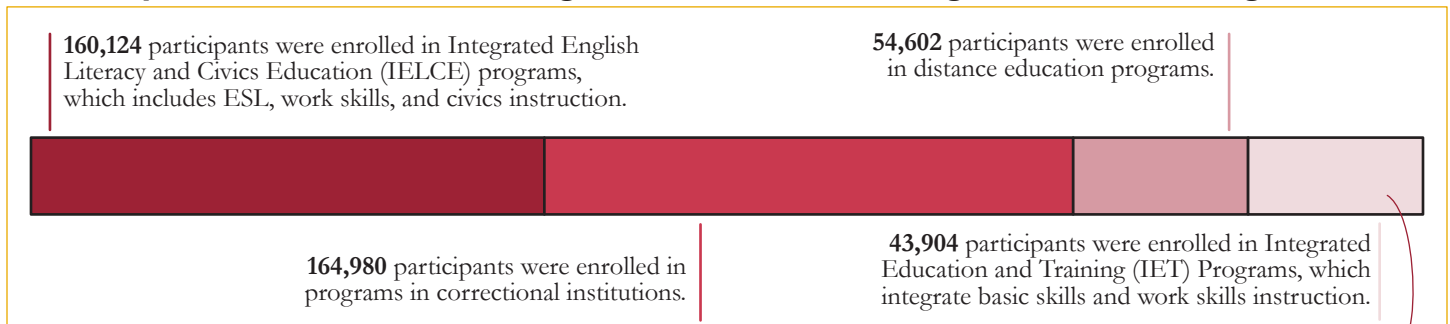 160,124 participants were enrolled in Integrated English
Literacy and Civics Education (IELCE) programs,
which includes ESL, work skills, and civics instruction.
54,602 participants were enrolled
in distance education programs.
164,980 participants were enrolled in
programs in correctional institutions.
43,904 participants were enrolled in Integrated
Education and Training (IET) Programs, which
integrate basic skills and work skills instruction.